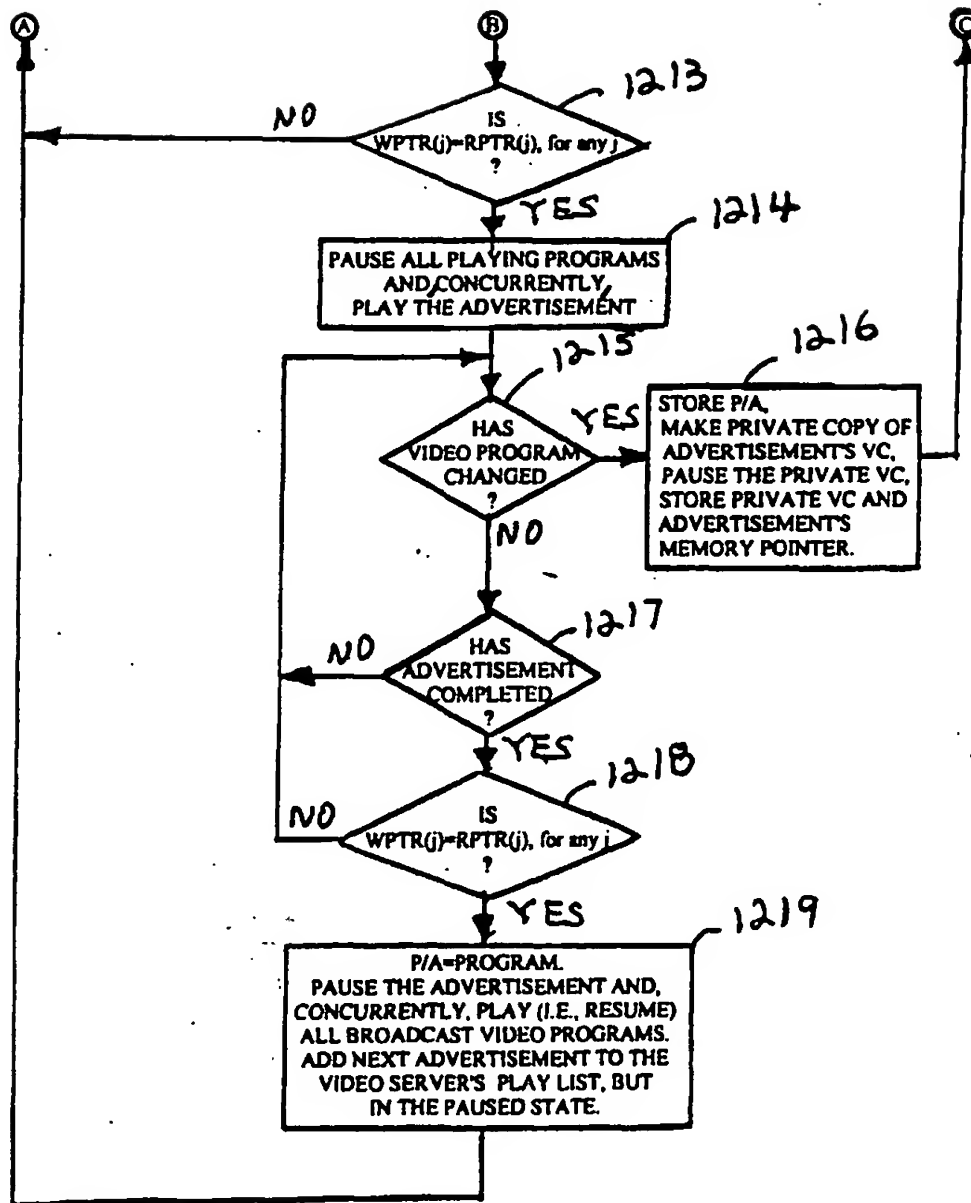 A
B
C
1213
NO
IS
WPTR(j)=RPTR(j), for any j
?
YES
1214
PAUSE ALL PLAYING PROGRAMS
AND, CONCURRENTLY,
PLAY THE ADVERTISEMENT
1215
HAS
VIDEO PROGRAM
CHANGED
?
YES
1216
STORE P/A,
MAKE PRIVATE COPY OF
ADVERTISEMENT'S VC,
PAUSE THE PRIVATE VC,
STORE PRIVATE VC AND
ADVERTISEMENT'S
MEMORY POINTER.
NO
1217
NO
HAS
ADVERTISEMENT
COMPLETED
?
YES
1218
NO
IS
WPTR(j)=RPTR(j), for any j
?
YES
1219
P/A=PROGRAM.
PAUSE THE ADVERTISEMENT AND,
CONCURRENTLY, PLAY (I.E., RESUME)
ALL BROADCAST VIDEO PROGRAMS.
ADD NEXT ADVERTISEMENT TO THE
VIDEO SERVER'S PLAY LIST, BUT
IN THE PAUSED STATE.